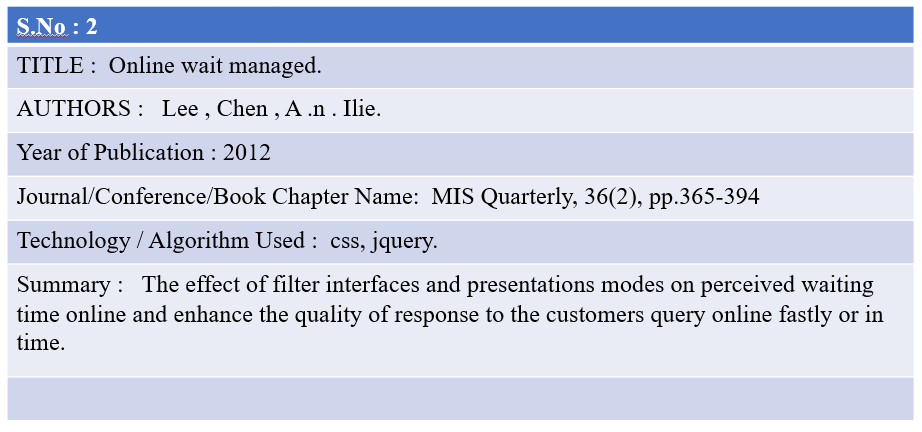 S.No : 2
TITLE :  Online wait managed.
AUTHORS :   Lee , Chen , A .n . Ilie.
Year of Publication : 2012
Journal/Conference/Book Chapter Name:  MIS Quarterly, 36(2), pp.365-394
Technology / Algorithm Used :  css, jquery.
Summary :   The effect of filter interfaces and presentations modes on perceived waiting
time online and enhance the quality of response to the customers query online fastly or in
time.